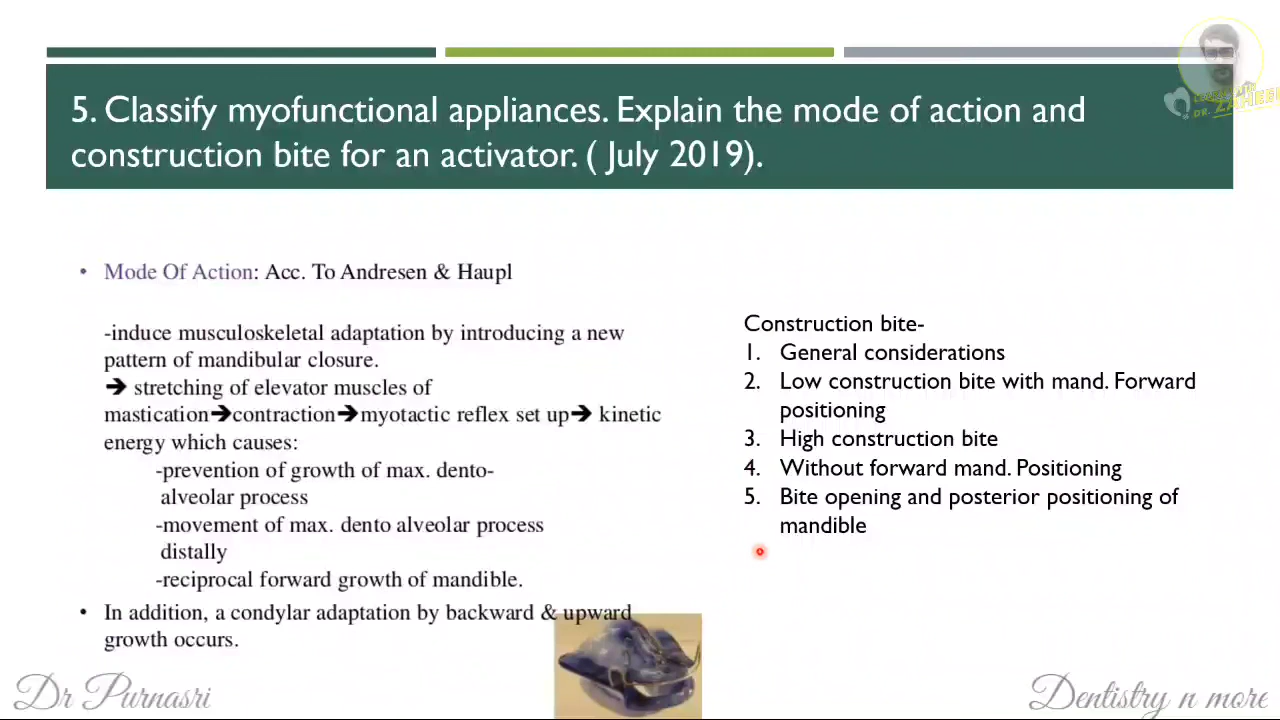 5. Classify myofunctional appliances. Explain the mode of action and
construction bite for an activator. ( July 2019).
• Mode Of Action: Acc. To Andresen & Haupl
-induce musculoskeletal adaptation by introducing a new
pattern of mandibular closure.
➔ stretching of elevator muscles of
mastication➔contraction➔myotactic reflex set up➔ kinetic
energy which causes:
-prevention of growth of max. dento-
alveolar process
-movement of max. dento alveolar process
distally
-reciprocal forward growth of mandible.
• In addition, a condylar adaptation by backward & upward
growth occurs.
Construction bite-
1. General considerations
2. Low construction bite with mand. Forward
positioning
3. High construction bite
4. Without forward mand. Positioning
5. Bite opening and posterior positioning of
mandible
Dr Purnasri
Dentistry n more